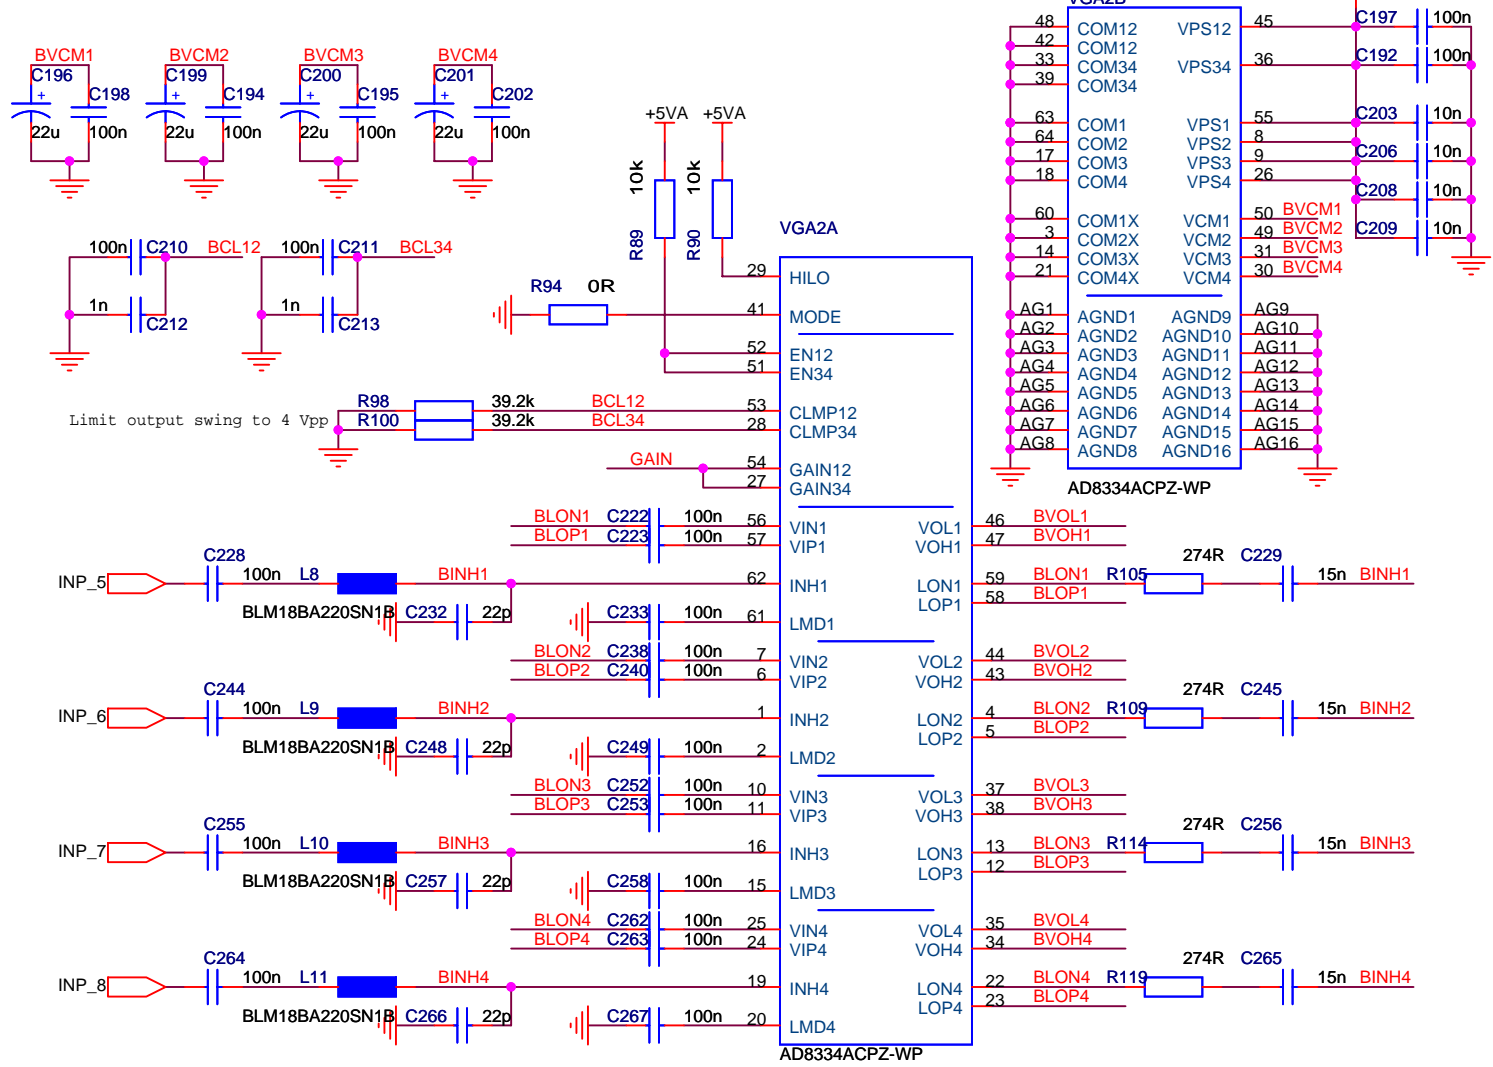 BVCM1
C196
+
C198
22u
100n
BVCM2
C199
+
C194
22u
100n
BVCM3
C200
+
C195
22u
100n
BVCM4
C201
+
C202
22u
100n
100n C210 BCL12
1n
C212
100n C211 BCL34
1n
C213
+5VA +5VA
10k
R89
10k
R90
R94 0R
Limit output swing to 4 Vpp
R98 39.2k BCL12
R100 39.2k BCL34
GAIN
VGA2A
29 HILO
41 MODE
52 EN12
51 EN34
53 CLMP12
28 CLMP34
54 GAIN12
27 GAIN34
BLON1 C222 100n 56 VIN1 VOL1 46 BVOL1
BLOP1 C223 100n 57 VIP1 VOH1 47 BVOH1
INP_5 C228 100n L8 BINH1 62 INH1 LON1 59 BLON1 R105 274R C229 15n BINH1
LOP1 58 BLOP1
BLM18BA220SN1B C232 22p C233 100n 61 LMD1
BLON2 C238 100n 7 VIN2 VOL2 44 BVOL2
BLOP2 C240 100n 6 VIP2 VOH2 43 BVOH2
INP_6 C244 100n L9 BINH2 1 INH2 LON2 4 BLON2 R109 274R C245 15n BINH2
LOP2 5 BLOP2
BLM18BA220SN1B C248 22p C249 100n 2 LMD2
BLON3 C252 100n 10 VIN3 VOL3 37 BVOL3
BLOP3 C253 100n 11 VIP3 VOH3 38 BVOH3
INP_7 C255 100n L10 BINH3 16 INH3 LON3 13 BLON3 R114 274R C256 15n BINH3
LOP3 12 BLOP3
BLM18BA220SN1B C257 22p C258 100n 15 LMD3
BLON4 C262 100n 25 VIN4 VOL4 35 BVOL4
BLOP4 C263 100n 24 VIP4 VOH4 34 BVOH4
INP_8 C264 100n L11 BINH4 19 INH4 LON4 22 BLON4 R119 274R C265 15n BINH4
LOP4 23 BLOP4
BLM18BA220SN1B C266 22p C267 100n 20 LMD4
AD8334ACPZ-WP
VGA2B
48 COM12 VPS12 45 C197 100n
42 COM12
33 COM34 VPS34 36 C192 100n
39 COM34
63 COM1 VPS1 55 C203 10n
64 COM2 VPS2 8
17 COM3 VPS3 9 C206 10n
18 COM4 VPS4 26
C208 10n
60 COM1X VCM1 50 BVCM1
3 COM2X VCM2 49 BVCM2 C209 10n
14 COM3X VCM3 31 BVCM3
21 COM4X VCM4 30 BVCM4
AG1 AGND1 AGND9 AG9
AG2 AGND2 AGND10 AG10
AG3 AGND3 AGND11 AG11
AG4 AGND4 AGND12 AG12
AG5 AGND5 AGND13 AG13
AG6 AGND6 AGND14 AG14
AG7 AGND7 AGND15 AG15
AG8 AGND8 AGND16 AG16
AD8334ACPZ-WP